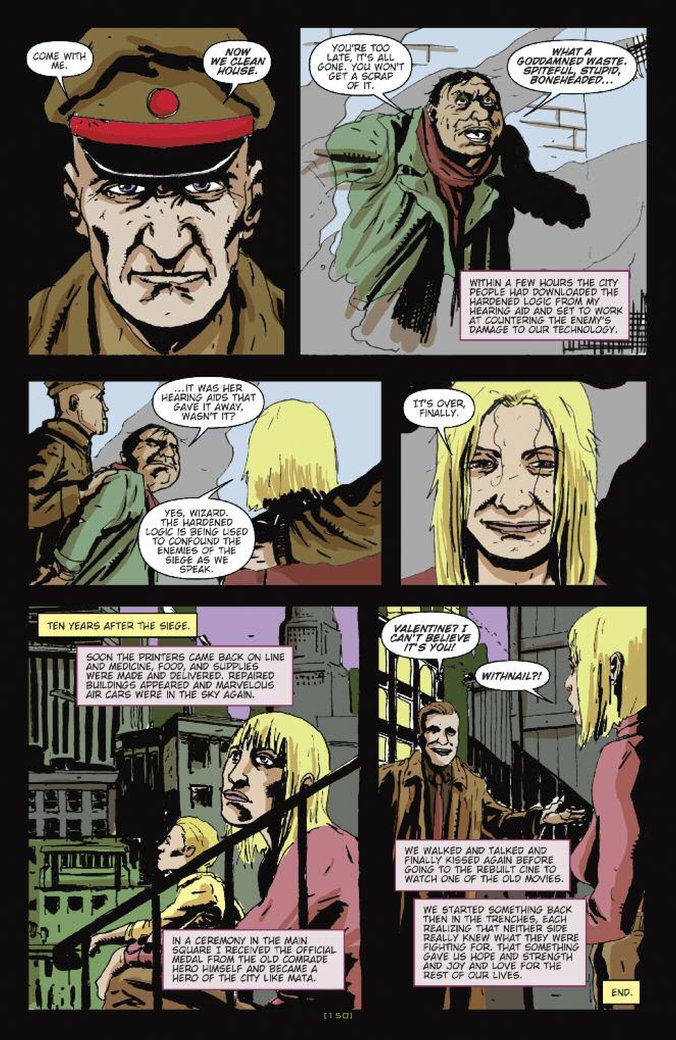 COME WITH
ME.
NOW
WE CLEAN
HOUSE.
YOU'RE TOO
LATE, IT'S ALL
GONE. YOU WON'T
GET A SCRAP
OF IT.
WHAT A
GODDAMNED WASTE.
SPITEFUL, STUPID,
BONEHEADED...
WITHIN A FEW HOURS THE CITY
PEOPLE HAD DOWNLOADED THE
HARDENED LOGIC FROM MY
HEARING AID AND SET TO WORK
AT COUNTERING THE ENEMY'S
DAMAGE TO OUR TECHNOLOGY.
...IT WAS HER
HEARING AIDS THAT
GAVE IT AWAY,
WASN'T IT?
YES, WIZARD.
THE HARDENED
LOGIC IS BEING USED
TO CONFOUND THE
ENEMIES OF THE
SIEGE AS WE
SPEAK.
IT'S OVER,
FINALLY.
TEN YEARS AFTER THE SIEGE.
SOON THE PRINTERS CAME BACK ON LINE
AND MEDICINE, FOOD, AND SUPPLIES
WERE MADE AND DELIVERED. REPAIRED
BUILDINGS APPEARED AND MARVELOUS
AIR CARS WERE IN THE SKY AGAIN.
IN A CEREMONY IN THE MAIN
SQUARE I RECEIVED THE OFFICIAL
MEDAL FROM THE OLD COMRADE
HERO HIMSELF AND BECAME A
HERO OF THE CITY LIKE MATA.
VALENTINE? I
CAN'T BELIEVE
IT'S YOU!
WITHNAIL?!
WE WALKED AND TALKED AND
FINALLY KISSED AGAIN BEFORE
GOING TO THE REBUILT CINE TO
WATCH ONE OF THE OLD MOVIES.
WE STARTED SOMETHING BACK
THEN IN THE TRENCHES, EACH
REALIZING THAT NEITHER SIDE
REALLY KNEW WHAT THEY WERE
FIGHTING FOR. THAT SOMETHING
GAVE US HOPE AND STRENGTH
AND JOY AND LOVE FOR THE
REST OF OUR LIVES.
END.
[150]